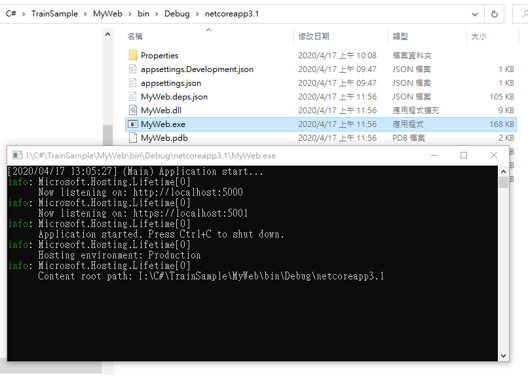 C# > TrainSample > MyWeb > bin > Debug > netcoreapp3.1
名稱 修改日期 類型 大小
Properties 2020/4/17 上午 10:08 檔案資料夾
appsettings.Development.json 2020/4/17 上午 09:47 JSON 檔案 1 KB
appsettings.json 2020/4/17 上午 09:47 JSON 檔案 1 KB
MyWeb.deps.json 2020/4/17 上午 11:56 JSON 檔案 105 KB
MyWeb.dll 2020/4/17 上午 11:56 應用程式擴充 9 KB
MyWeb.exe 2020/4/17 上午 11:56 應用程式 168 KB
MyWeb.pdb 2020/4/17 上午 11:56 PDB 檔案 2 KB
I:\C#\TrainSample\MyWeb\bin\Debug\netcoreapp3.1\MyWeb.exe
[2020/04/17 13:05:27] (Main) Application start...
info: Microsoft.Hosting.Lifetime[0]
Now listening on: http://localhost:5000
info: Microsoft.Hosting.Lifetime[0]
Now listening on: https://localhost:5001
info: Microsoft.Hosting.Lifetime[0]
Application started. Press Ctrl+C to shut down.
info: Microsoft.Hosting.Lifetime[0]
Hosting environment: Production
info: Microsoft.Hosting.Lifetime[0]
Content root path: I:\C#\TrainSample\MyWeb\bin\Debug\netcoreapp3.1